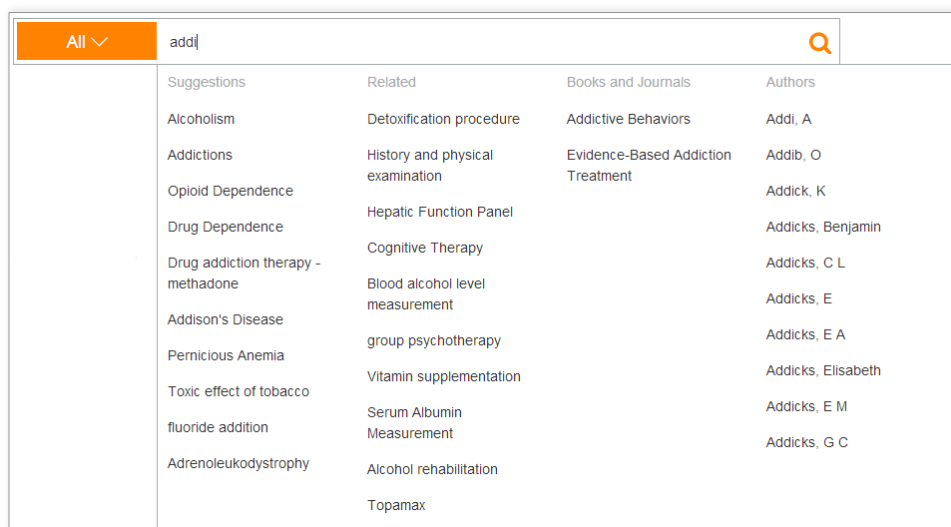 All
addi
Suggestions
Alcoholism
Addictions
Opioid Dependence
Drug Dependence
Drug addiction therapy -
methadone
Addison's Disease
Pernicious Anemia
Toxic effect of tobacco
fluoride addition
Adrenoleukodystrophy
Related
Detoxification procedure
History and physical
examination
Hepatic Function Panel
Cognitive Therapy
Blood alcohol level
measurement
group psychotherapy
Vitamin supplementation
Serum Albumin
Measurement
Alcohol rehabilitation
Topamax
Books and Journals
Addictive Behaviors
Evidence-Based Addiction
Treatment
Authors
Addi, A
Addib, O
Addick, K
Addicks, Benjamin
Addicks, C L
Addicks, E
Addicks, E A
Addicks, Elisabeth
Addicks, E M
Addicks, G C